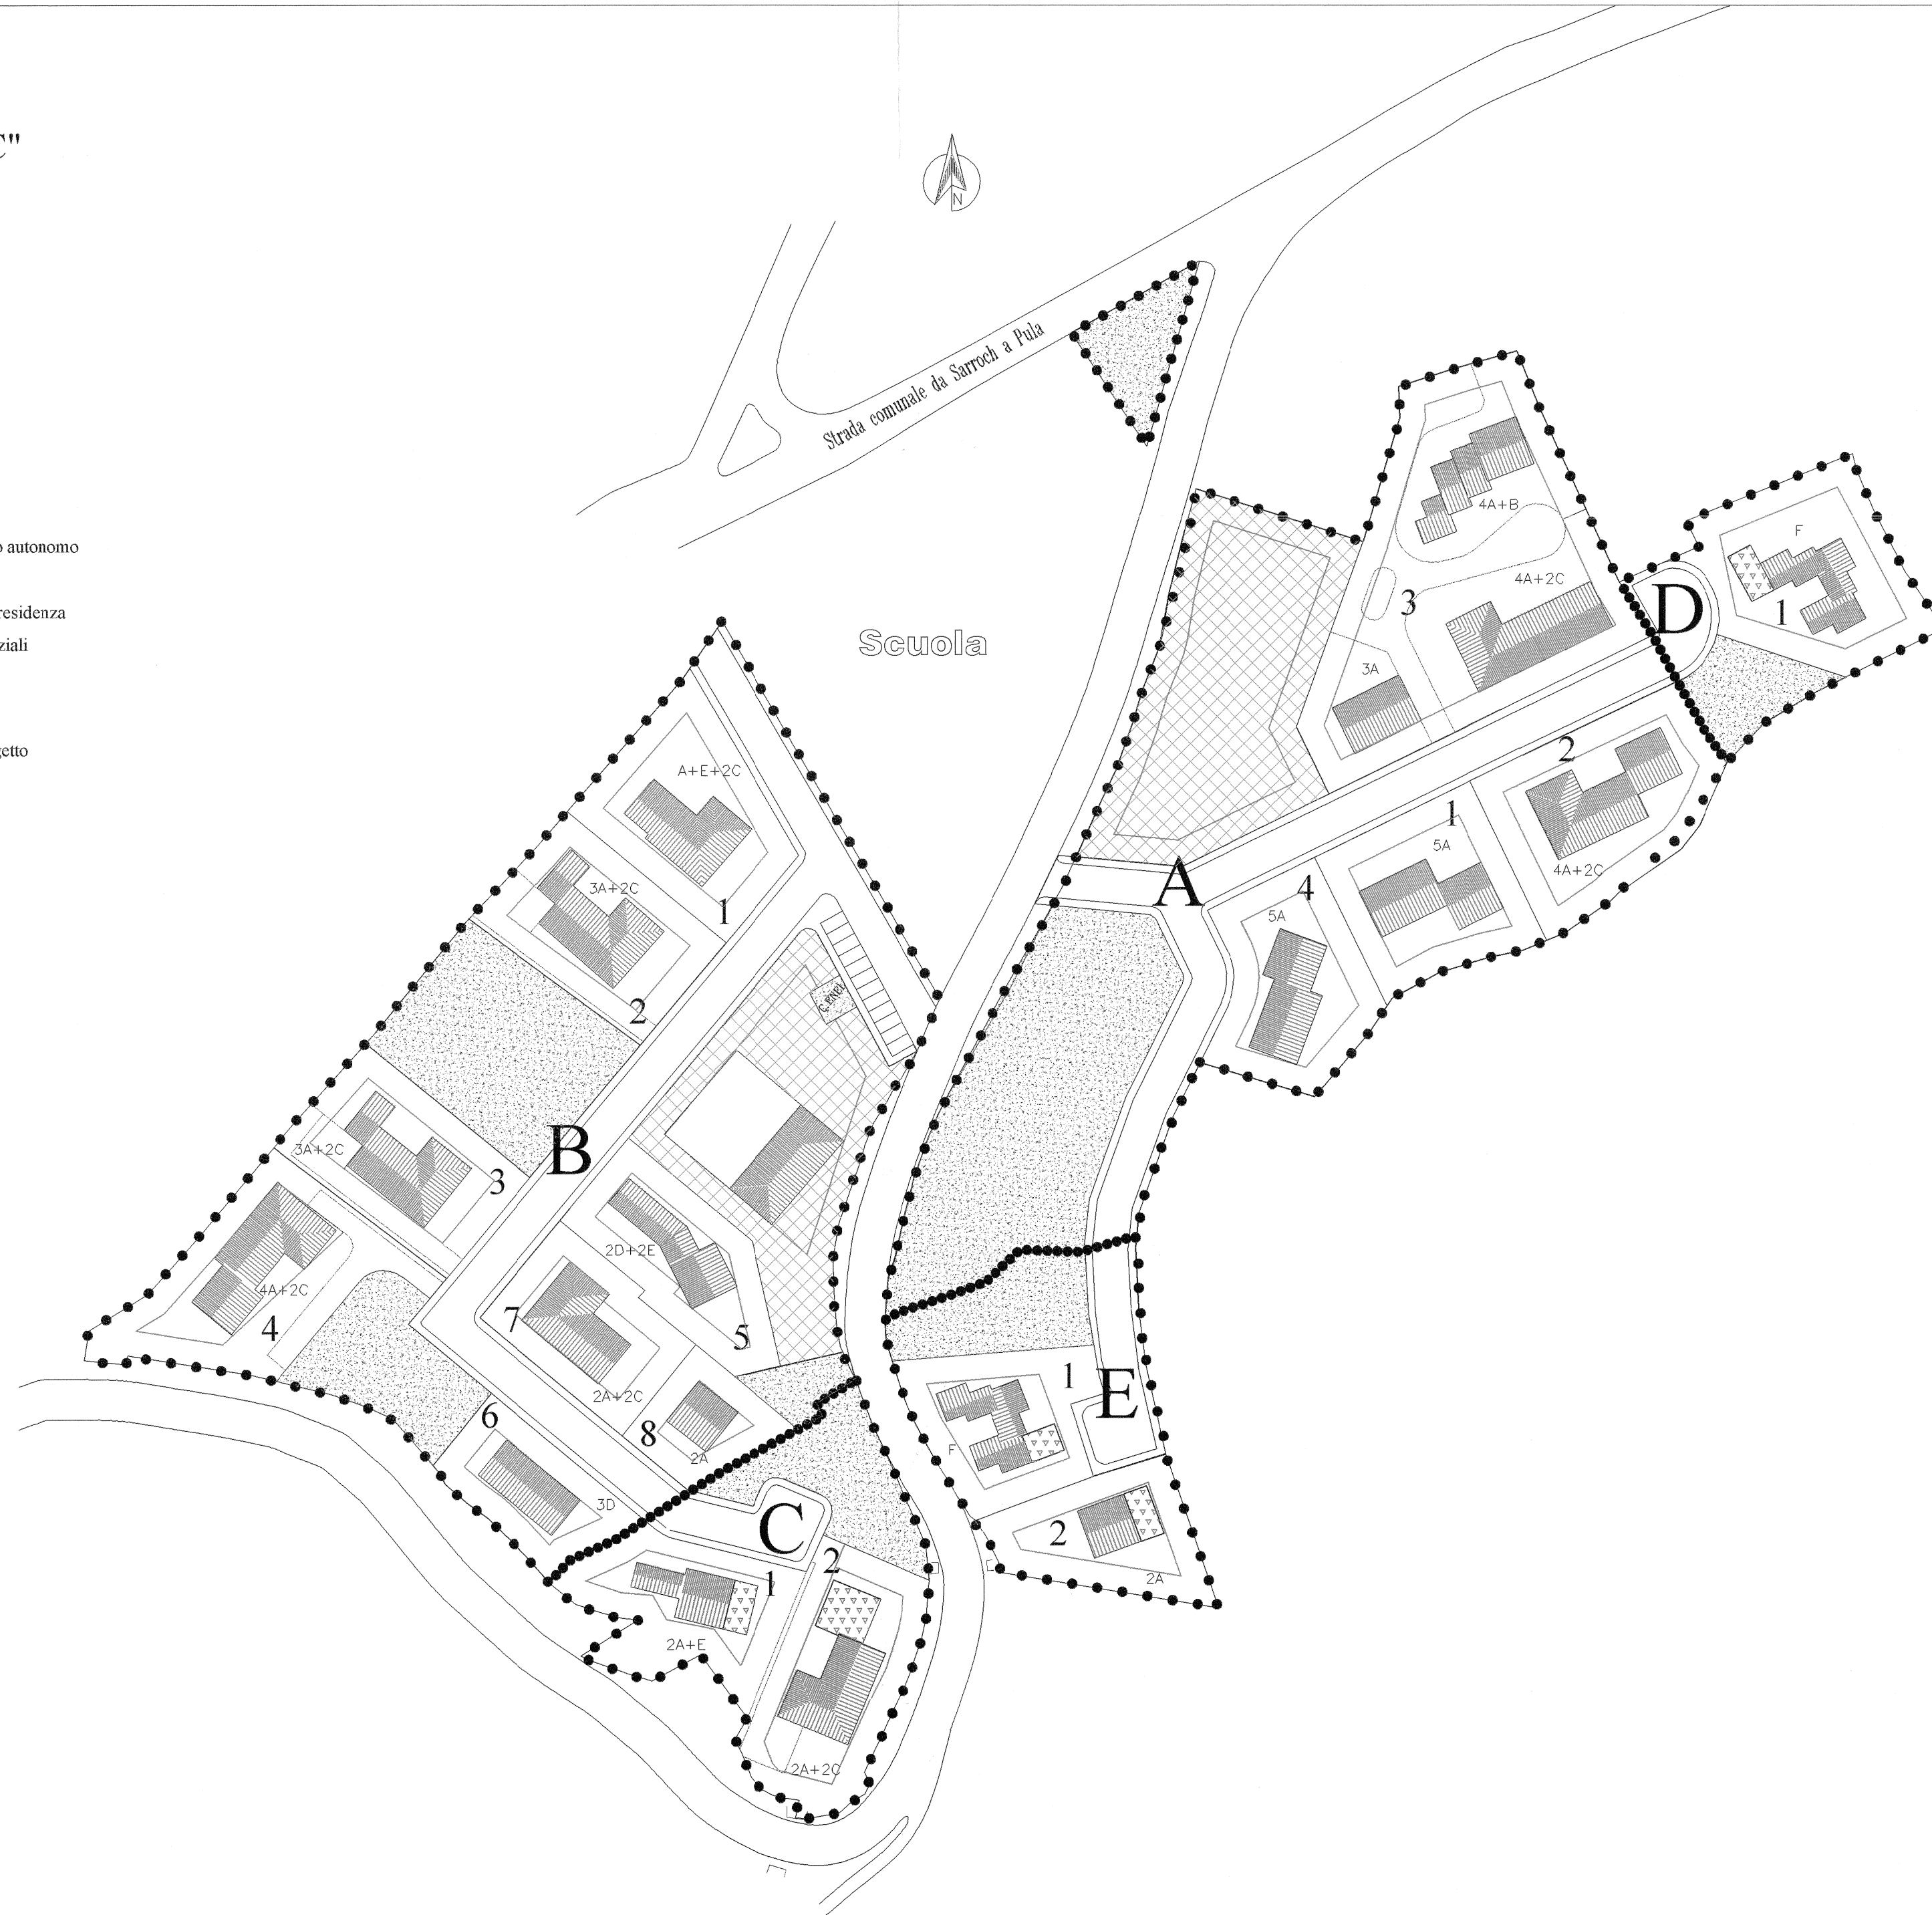 C"
N
autonomo
residenza
ziali
getto
Strada comunale da Sarroch a Pula
Scuola
4A+B
F
4A+2C
D
3
1
3A
2
A+E+2C
1
5A
4A+2C
3A+2C
A
4
1
5A
2
C. ENEL
B
3A+2C
3
2D+2E
4A+2C
4
7
5
1
E
2A+2C
6
8
F
2A
3D
C
2
2
1
2A
2A+E
2A+2C